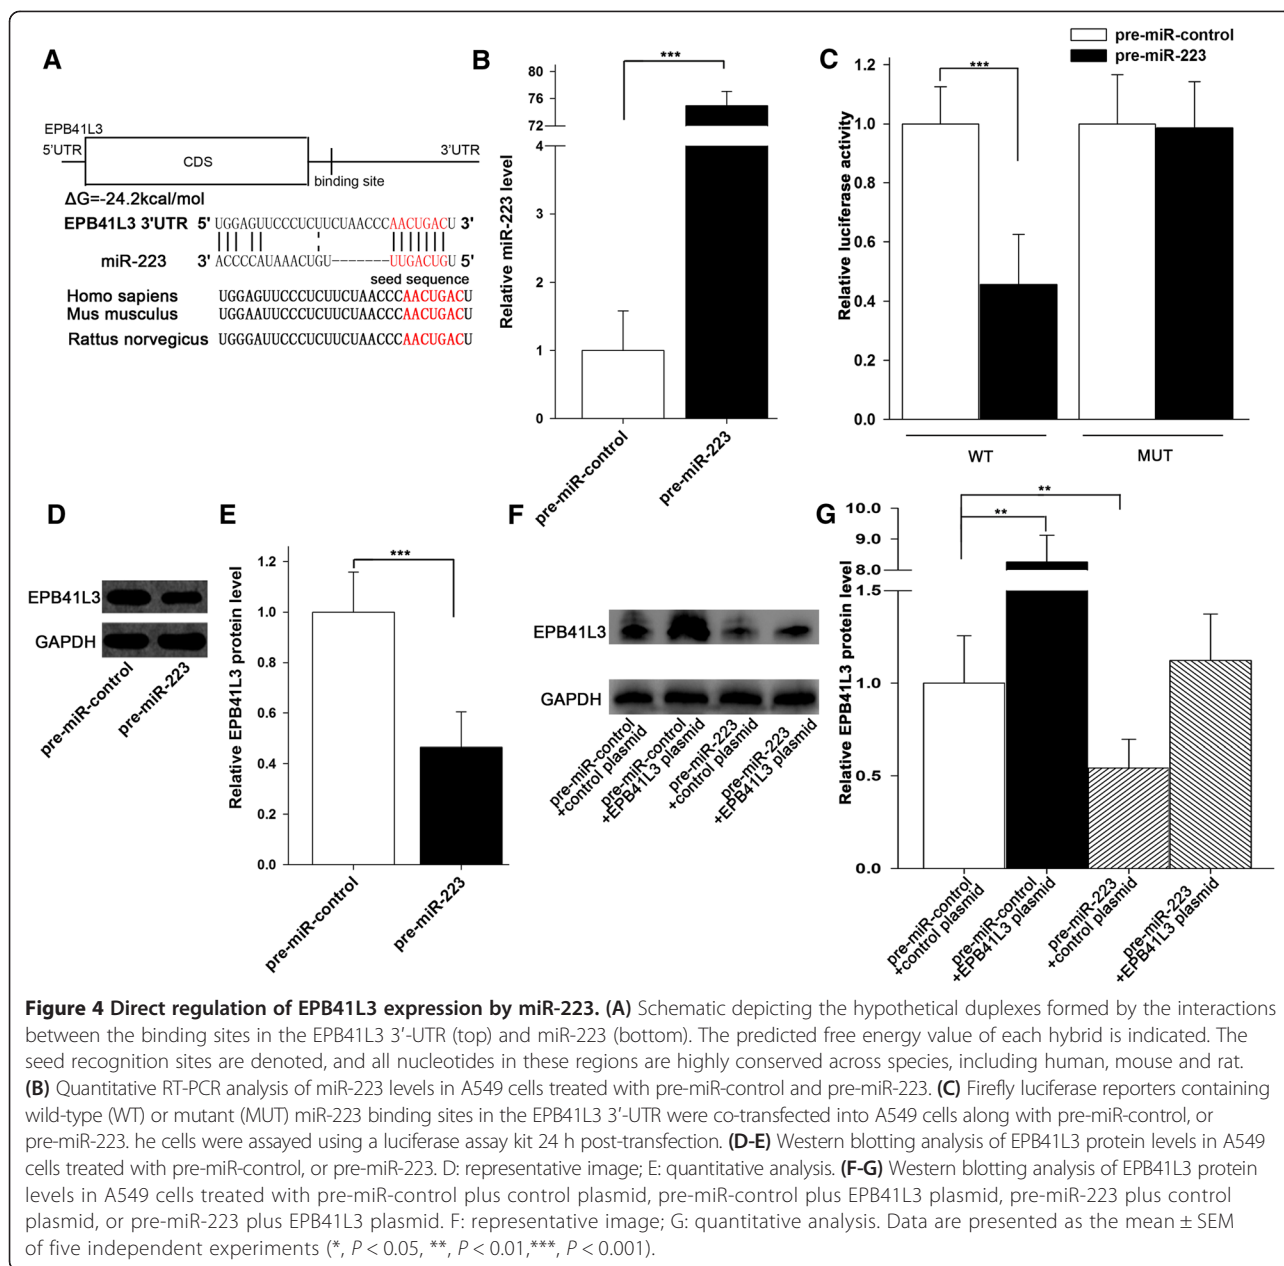 A
EPB41L3
5'UTR
CDS
3'UTR
binding site
ΔG=-24.2kcal/mol
EPB41L3 3'UTR 5' UGGAGUUCCCUCUUCUAACCCAACUGACU 3'
miR-223 3' ACCCCAUAAACUGU-------UUGACUGU 5'
seed sequence
Homo sapiens UGGAGUUCCCUCUUCUAACCCAACUGACU
Mus musculus UGGAAUUCCCUCUUCUAACCCAACUGACU
Rattus norvegicus UGGGAUUCCCUCUUCUAACCCAACUGACU
B
Relative miR-223 level
80
76
72
4
3
2
1
0
***
pre-miR-control
pre-miR-223
C
pre-miR-control
pre-miR-223
Relative luciferase activity
1.2
1.0
0.8
0.6
0.4
0.2
0.0
***
WT
MUT
D
EPB41L3
GAPDH
pre-miR-control
pre-miR-223
E
Relative EPB41L3 protein level
1.2
1.0
0.8
0.6
0.4
0.2
0.0
***
pre-miR-control
pre-miR-223
F
EPB41L3
GAPDH
pre-miR-control
+control plasmid
pre-miR-control
+EPB41L3 plasmid
pre-miR-223
+control plasmid
pre-miR-223
+EPB41L3 plasmid
G
Relative EPB41L3 protein level
10.0
9.0
8.0
1.5
1.0
0.5
0.0
**
**
pre-miR-control
+control plasmid
pre-miR-control
+EPB41L3 plasmid
pre-miR-223
+control plasmid
pre-miR-223
+EPB41L3 plasmid
Figure 4 Direct regulation of EPB41L3 expression by miR-223. (A) Schematic depicting the hypothetical duplexes formed by the interactions
between the binding sites in the EPB41L3 3′-UTR (top) and miR-223 (bottom). The predicted free energy value of each hybrid is indicated. The
seed recognition sites are denoted, and all nucleotides in these regions are highly conserved across species, including human, mouse and rat.
(B) Quantitative RT-PCR analysis of miR-223 levels in A549 cells treated with pre-miR-control and pre-miR-223. (C) Firefly luciferase reporters containing
wild-type (WT) or mutant (MUT) miR-223 binding sites in the EPB41L3 3′-UTR were co-transfected into A549 cells along with pre-miR-control, or
pre-miR-223. he cells were assayed using a luciferase assay kit 24 h post-transfection. (D-E) Western blotting analysis of EPB41L3 protein levels in A549
cells treated with pre-miR-control, or pre-miR-223. D: representative image; E: quantitative analysis. (F-G) Western blotting analysis of EPB41L3 protein
levels in A549 cells treated with pre-miR-control plus control plasmid, pre-miR-control plus EPB41L3 plasmid, pre-miR-223 plus control
plasmid, or pre-miR-223 plus EPB41L3 plasmid. F: representative image; G: quantitative analysis. Data are presented as the mean ± SEM
of five independent experiments (*, P < 0.05, **, P < 0.01,***, P < 0.001).